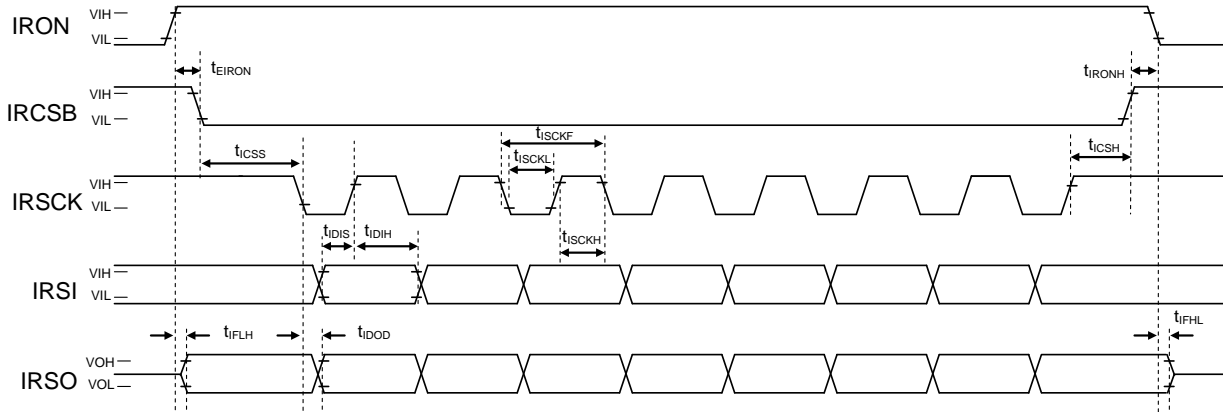 IRON
VIH
VIL
tEIRON
tIRONH
IRCSB
VIH
VIL
tICSS
tISCKF
tISCKL
tICSH
IRSCK
VIH
VIL
tIDIS
tIDIH
tISCKH
IRSI
VIH
VIL
tIFLH
tIDOD
tIFHL
IRSO
VOH
VOL